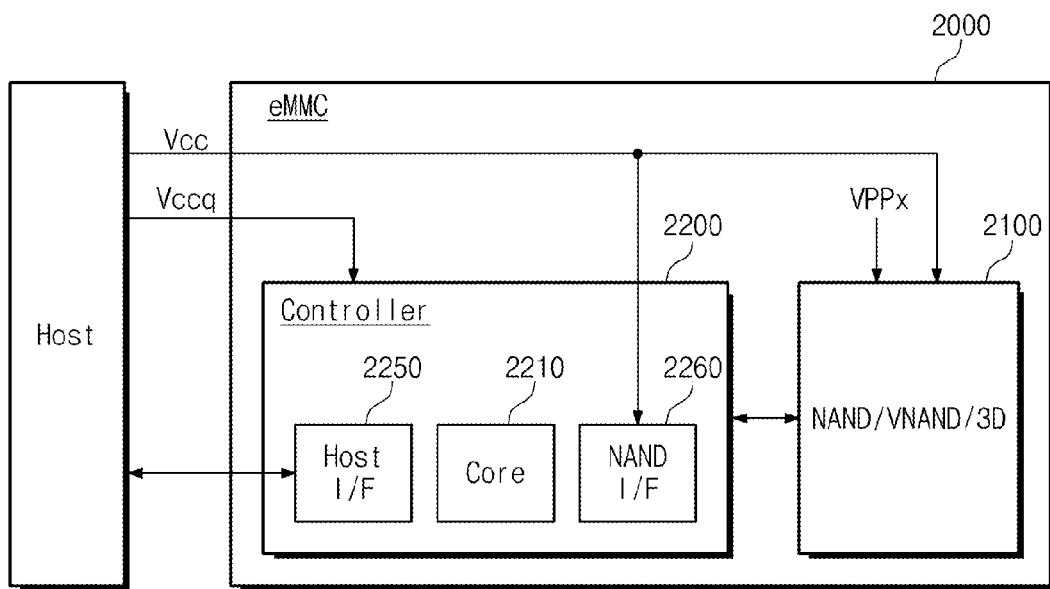 2000
eMMC
Vcc
Vccq
VPPx
2200
2100
Host
Controller
2250
2210
2260
Host
I/F
Core
NAND
I/F
NAND/VNAND/3D